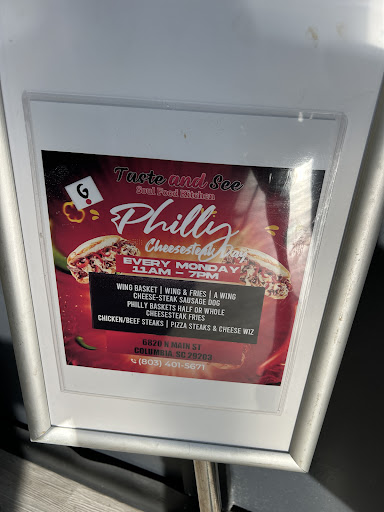 Taste and See
Soul Food Kitchen
G
Philly
Cheesesteak Day
EVERY MONDAY
11AM - 7PM
WING BASKET | WING & FRIES | A WING
CHEESE-STEAK SAUSAGE DOG
PHILLY BASKETS HALF OR WHOLE
CHEESESTEAK FRIES
CHICKEN/BEEF STEAKS | PIZZA STEAKS & CHEESE WIZ
6820 N MAIN ST
COLUMBIA, SC 29203
(803) 401-5671